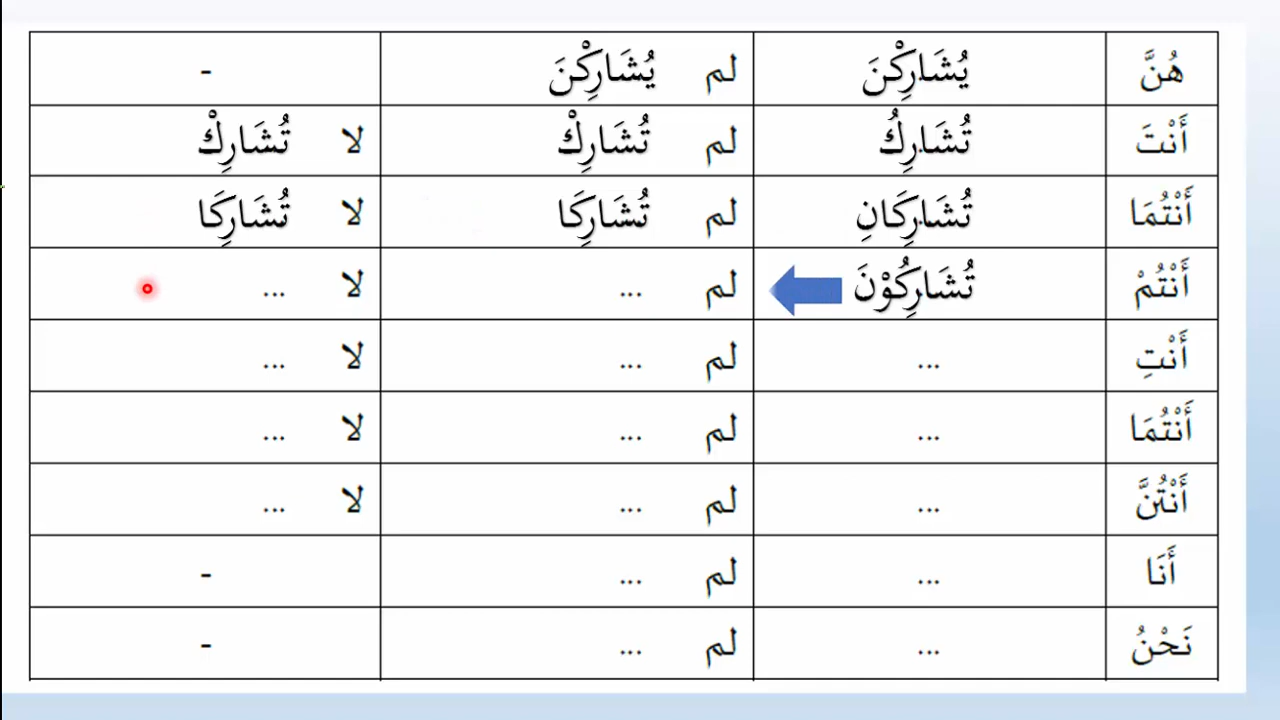 هُنَّ يُشَارِكْنَ لم يُشَارِكْنَ -
أَنْتَ تُشَارِكُ لم تُشَارِكْ لا تُشَارِكْ
أَنْتُمَا تُشَارِكَانِ لم تُشَارِكَا لا تُشَارِكَا
أَنْتُمْ تُشَارِكُوْنَ لم ... لا ...
أَنْتِ ... لم ... لا ...
أَنْتُمَا ... لم ... لا ...
أَنْتُنَّ ... لم ... لا ...
أَنَا ... لم ... -
نَحْنُ ... لم ... -